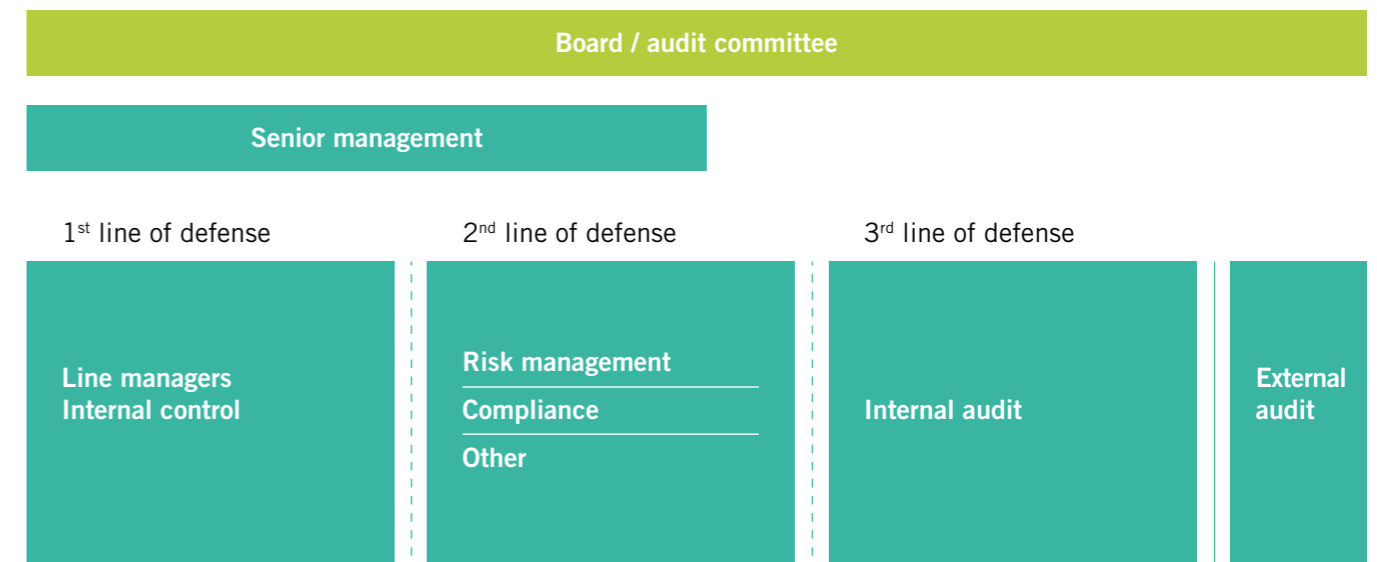 Board / audit committee
Senior management
1st line of defense
2nd line of defense
3rd line of defense
Line managers
Internal control
Risk management
Compliance
Other
Internal audit
External
audit